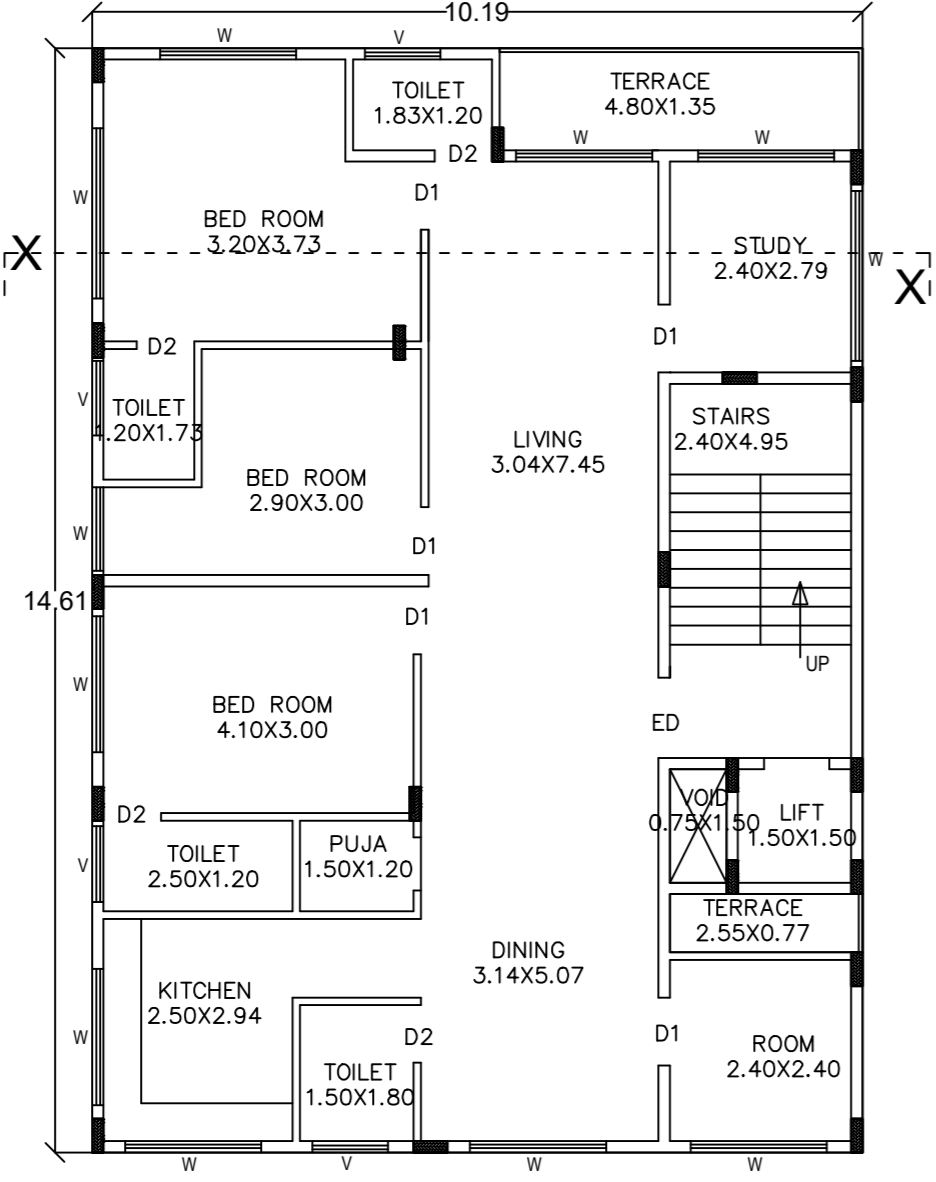 10.19
W
V
TOILET
1.83X1.20
TERRACE
4.80X1.35
W
W
D2
D1
W
BED ROOM
3.20X3.73
X
STUDY
2.40X2.79
W
X
D2
D1
V
TOILET
1.20X1.73
STAIRS
2.40X4.95
LIVING
3.04X7.45
BED ROOM
2.90X3.00
W
D1
14.61
D1
UP
W
BED ROOM
4.10X3.00
ED
D2
VOID
0.75X1.50
LIFT
1.50X1.50
V
TOILET
2.50X1.20
PUJA
1.50X1.20
TERRACE
2.55X0.77
DINING
3.14X5.07
KITCHEN
2.50X2.94
W
D2
D1
ROOM
2.40X2.40
TOILET
1.50X1.80
W
V
W
W